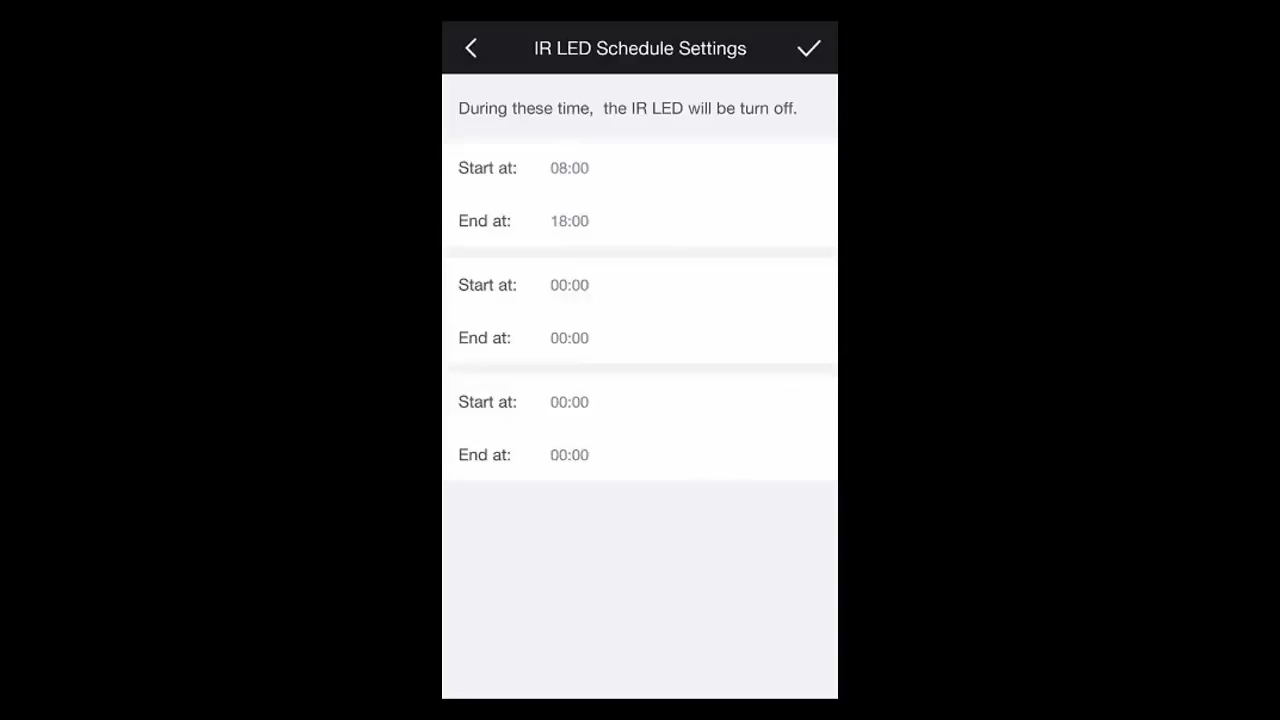 IR LED Schedule Settings
During these time, the IR LED will be turn off.
Start at: 08:00
End at: 18:00
Start at: 00:00
End at: 00:00
Start at: 00:00
End at: 00:00